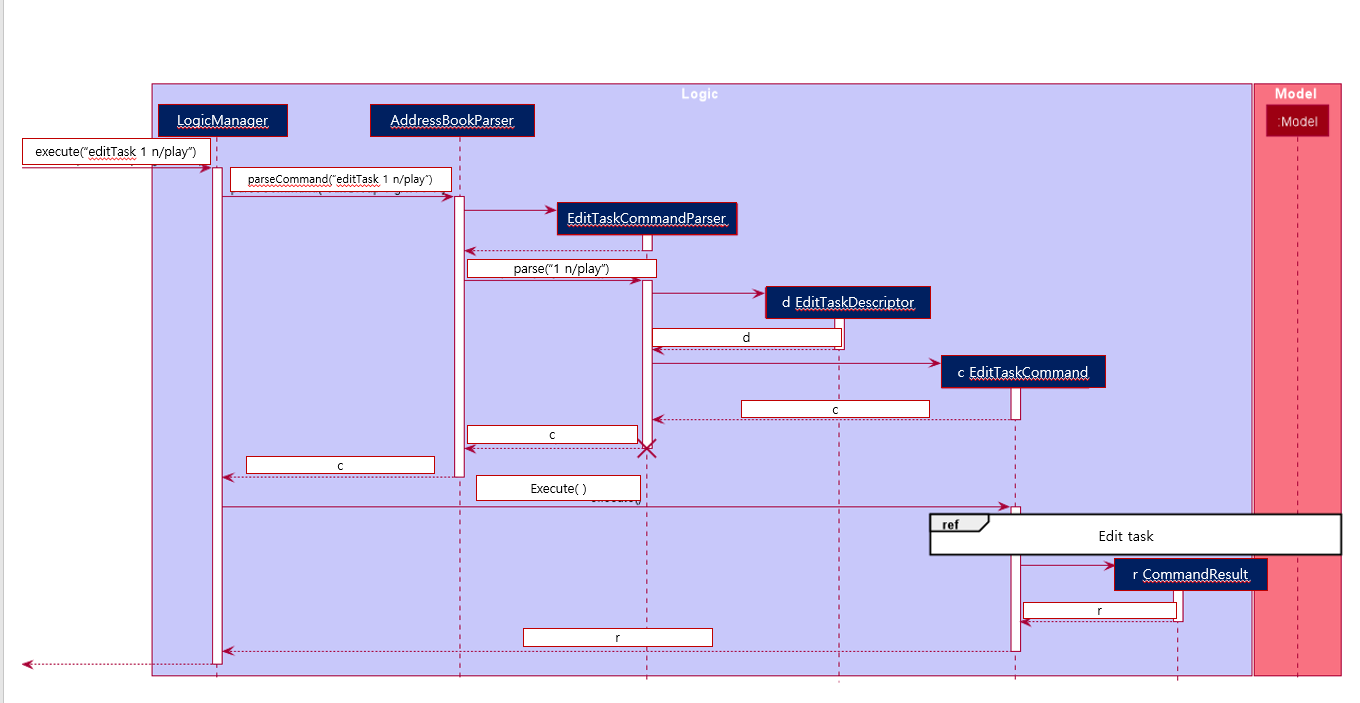 Logic
Model
LogicManager
AddressBookParser
:Model
execute("editTask 1 n/play")
parseCommand("editTask 1 n/play")
EditTaskCommandParser
parse("1 n/play")
d EditTaskDescriptor
d
c EditTaskCommand
c
c
c
Execute( )
ref
Edit task
r CommandResult
r
r